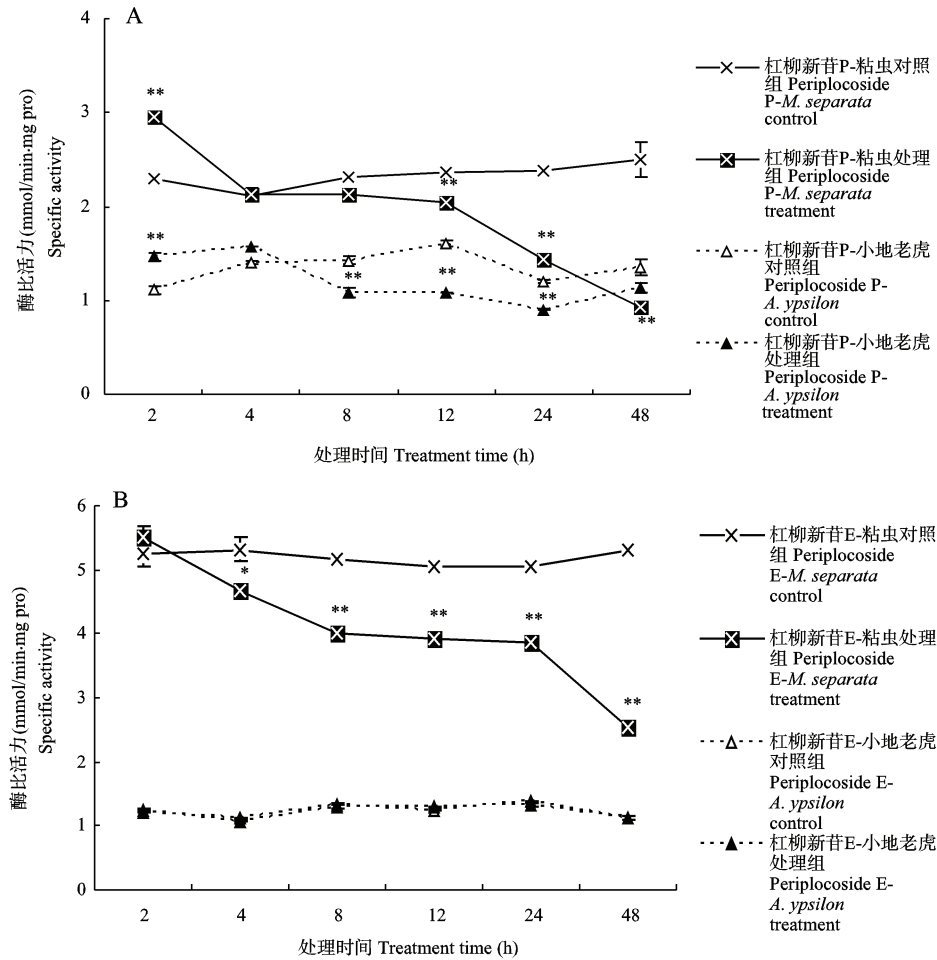 A
4
3
2
1
0
酶比活力(mmol/min·mg pro)
Specific activity
**
**
**
**
**
**
**
**
2
4
8
12
24
48
处理时间 Treatment time (h)
杠柳新苷P-粘虫对照
组 Periplocoside
P-M. separata
control
杠柳新苷P-粘虫处理
组 Periplocoside
P-M. separata
treatment
杠柳新苷P-小地老虎
对照组
Periplocoside P-
A. ypsilon
control
杠柳新苷P-小地老虎
处理组
Periplocoside P-
A. ypsilon
treatment
B
6
5
4
3
2
1
0
酶比活力(mmol/min·mg pro)
Specific activity
*
**
**
**
**
2
4
8
12
24
48
处理时间 Treatment time (h)
杠柳新苷E-粘虫对照
组 Periplocoside
E-M. separata
control
杠柳新苷E-粘虫处理
组 Periplocoside
E-M. separata
treatment
杠柳新苷E-小地老虎
对照组
Periplocoside E-
A. ypsilon
control
杠柳新苷E-小地老虎
处理组
Periplocoside E-
A. ypsilon
treatment